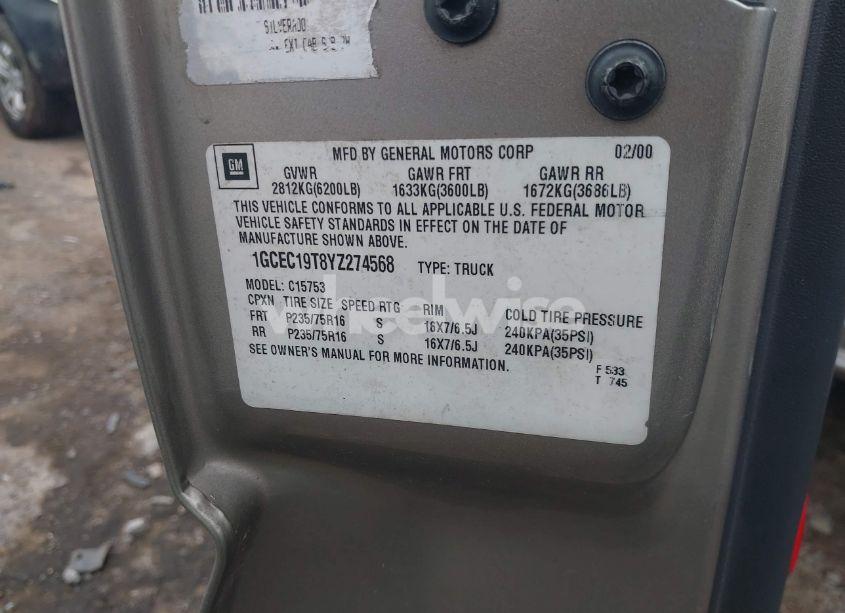 SILVERADO
EXT CAB
GM
MFD BY GENERAL MOTORS CORP 02/00
GVWR GAWR FRT GAWR RR
2812KG(6200LB) 1633KG(3600LB) 1672KG(3686LB)
THIS VEHICLE CONFORMS TO ALL APPLICABLE U.S. FEDERAL MOTOR
VEHICLE SAFETY STANDARDS IN EFFECT ON THE DATE OF
MANUFACTURE SHOWN ABOVE.
1GCEC19T8YZ274568 TYPE: TRUCK
MODEL: C15753
CPXN TIRE SIZE SPEED RTG RIM COLD TIRE PRESSURE
FRT P235/75R16 S 16X7/6.5J 240KPA(35PSI)
RR P235/75R16 S 16X7/6.5J 240KPA(35PSI)
SEE OWNER'S MANUAL FOR MORE INFORMATION.
F 533
T 745
wheelwise